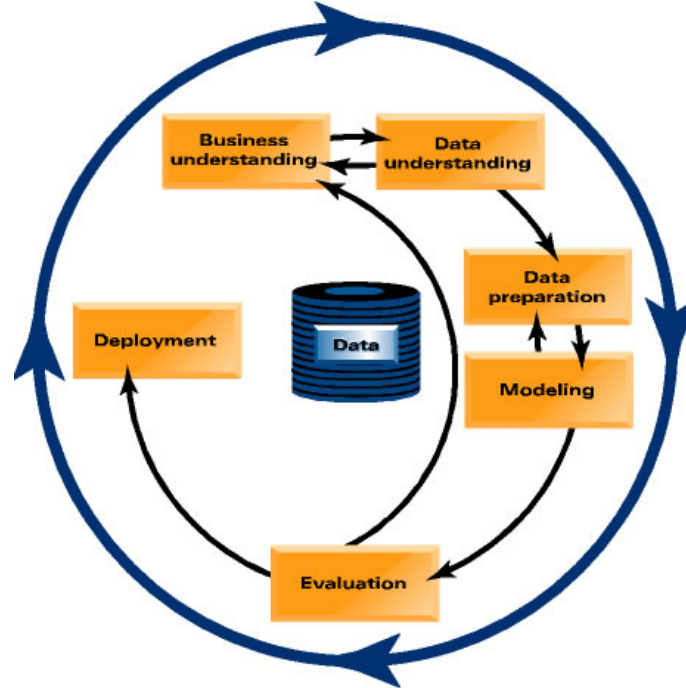 Business
understanding
Data
understanding
Data
preparation
Deployment
Data
Modeling
Evaluation